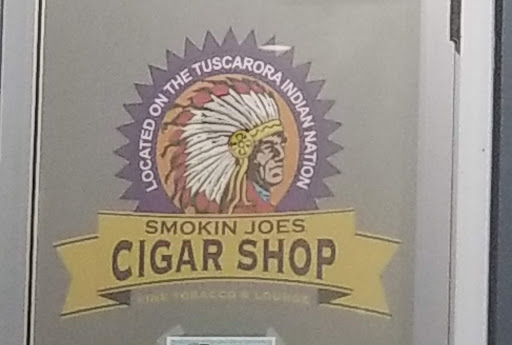 LOCATED ON THE TUSCARORA INDIAN NATION
SMOKIN JOES
CIGAR SHOP
FINE TOBACCO & LOUNGE